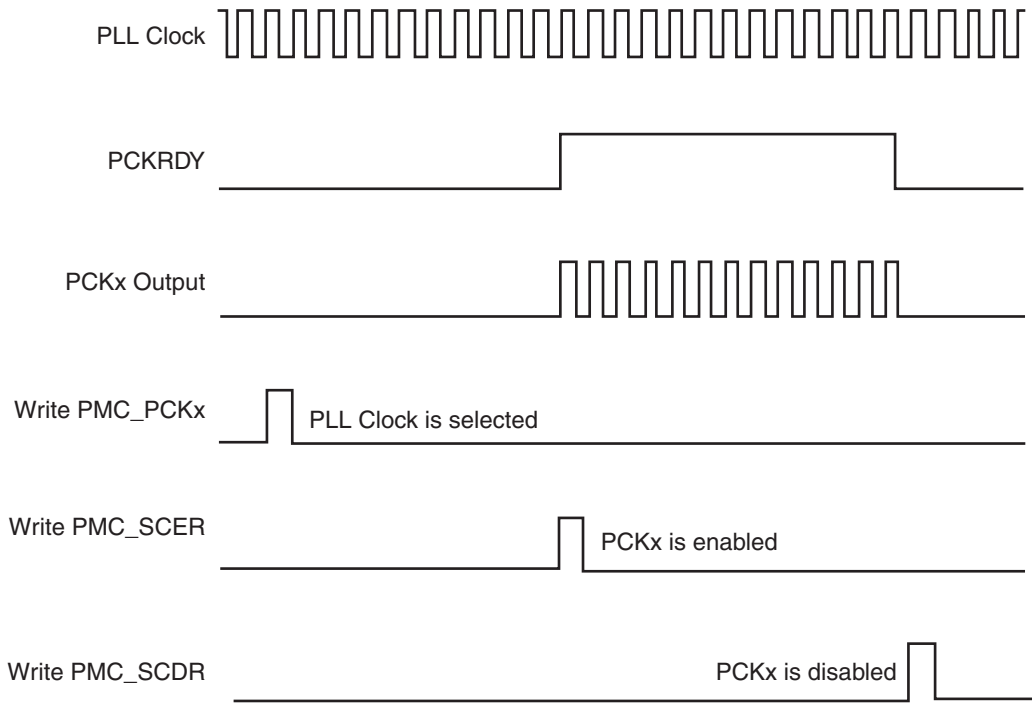 PLL Clock
PCKRDY
PCKx Output
Write PMC_PCKx
PLL Clock is selected
Write PMC_SCER
PCKx is enabled
Write PMC_SCDR
PCKx is disabled